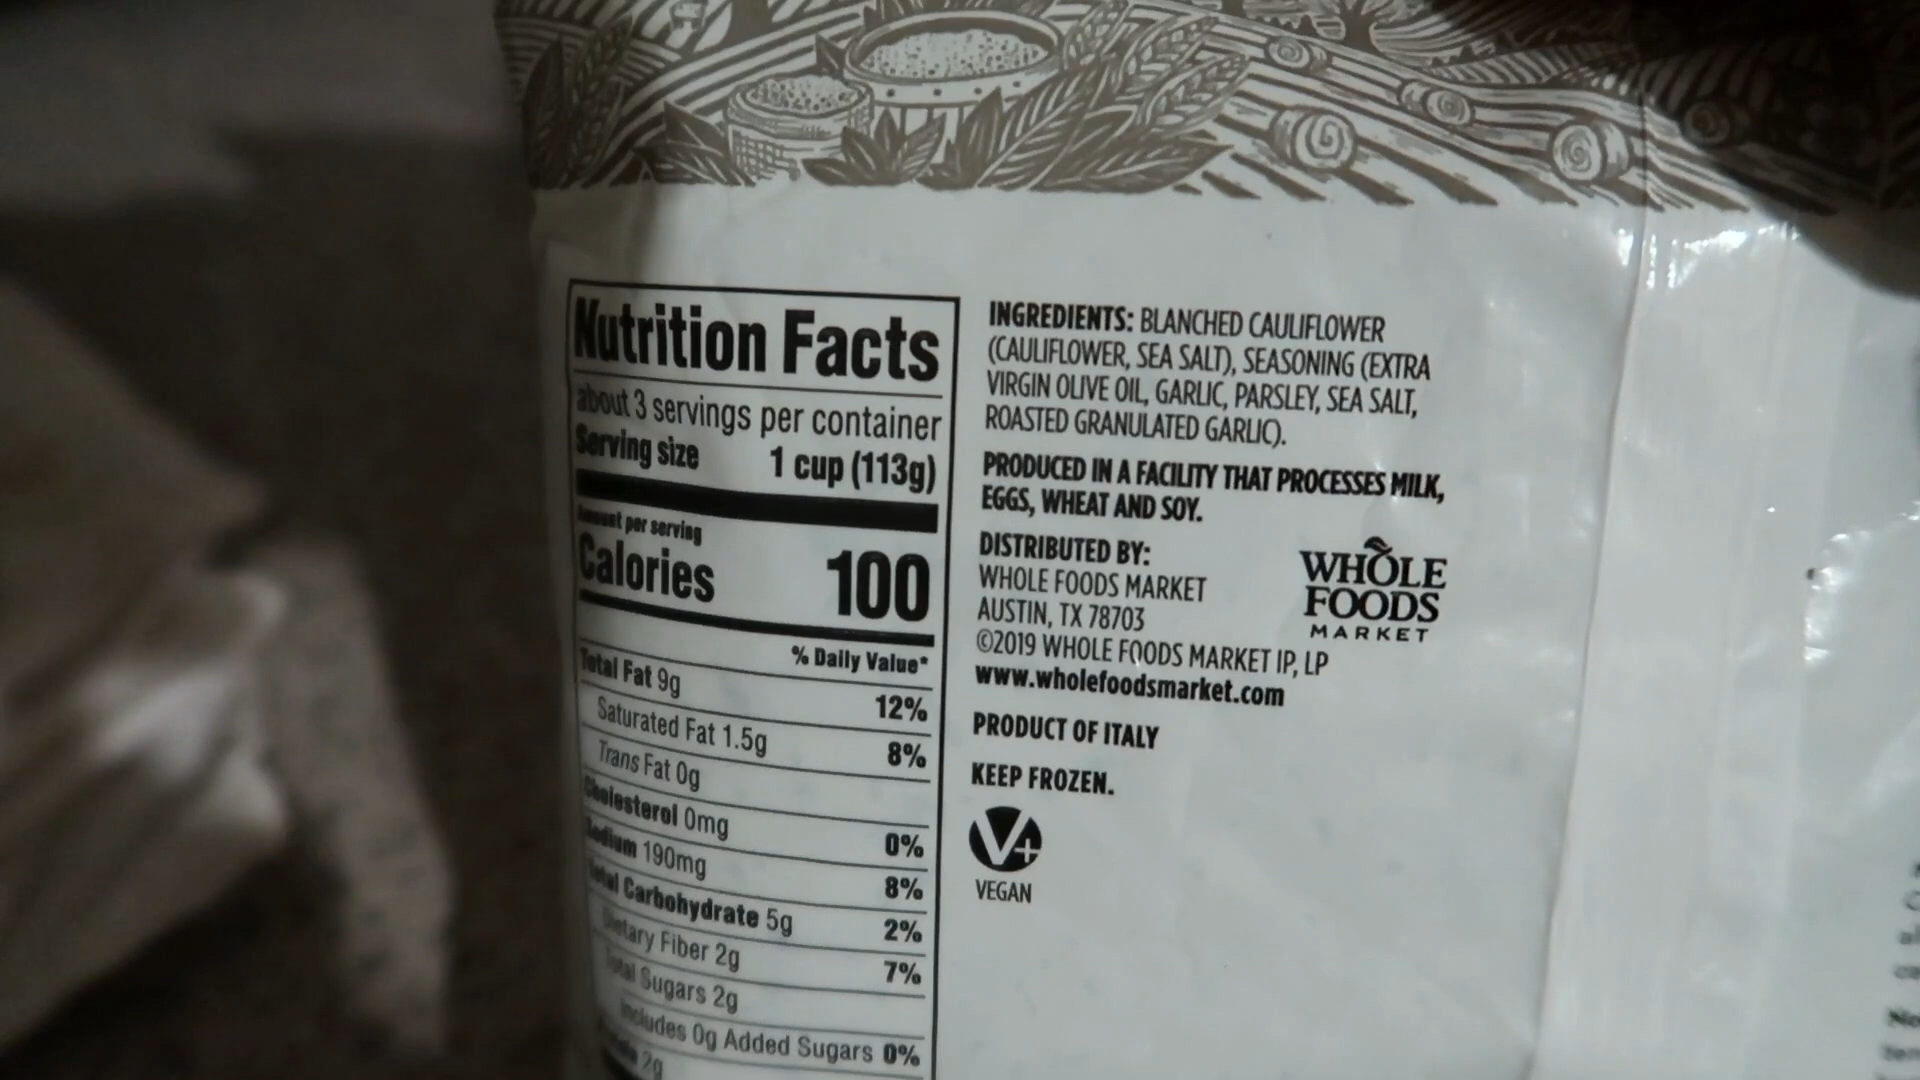 Nutrition Facts
about 3 servings per container
Serving size 1 cup (113g)
Amount per serving
Calories 100
% Daily Value*
Total Fat 9g 12%
Saturated Fat 1.5g 8%
Trans Fat 0g
Cholesterol 0mg 0%
Sodium 190mg 8%
Total Carbohydrate 5g 2%
Dietary Fiber 2g 7%
Total Sugars 2g
Includes 0g Added Sugars 0%
2g
INGREDIENTS: BLANCHED CAULIFLOWER
(CAULIFLOWER, SEA SALT), SEASONING (EXTRA
VIRGIN OLIVE OIL, GARLIC, PARSLEY, SEA SALT,
ROASTED GRANULATED GARLIC).
PRODUCED IN A FACILITY THAT PROCESSES MILK,
EGGS, WHEAT AND SOY.
DISTRIBUTED BY:
WHOLE FOODS MARKET
AUSTIN, TX 78703
©2019 WHOLE FOODS MARKET IP, LP
www.wholefoodsmarket.com
WHOLE
FOODS
MARKET
PRODUCT OF ITALY
KEEP FROZEN.
V+
VEGAN